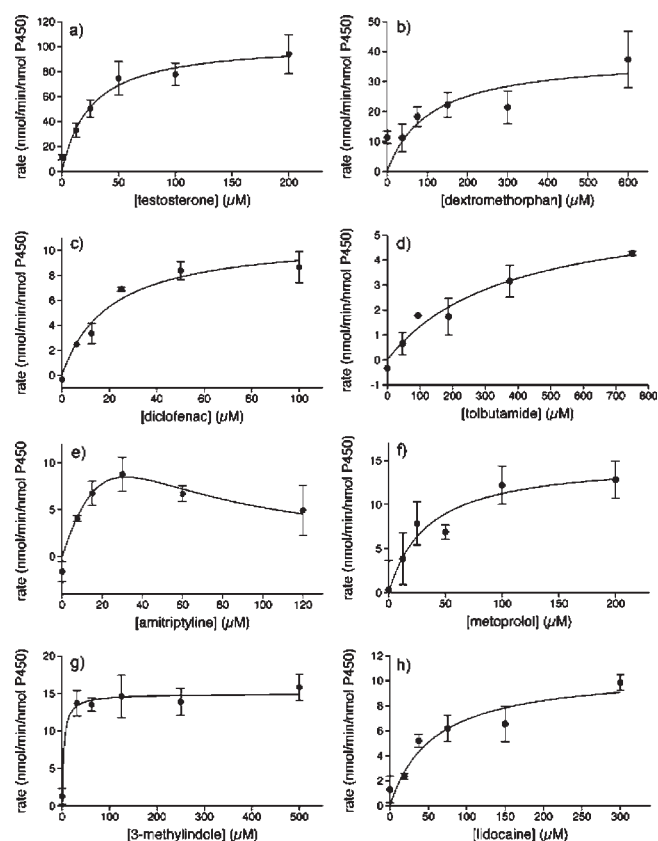 a)
rate (nmol/min/nmol P450)
120
100
80
60
40
20
0
0 50 100 150 200
[testosterone] (µM)
b)
rate (nmol/min/nmol P450)
50
40
30
20
10
0
0 100 200 300 400 500 600
[dextromethorphan] (µM)
c)
rate (nmol/min/nmol P450)
10
8
6
4
2
0
0 20 40 60 80 100
[diclofenac] (µM)
d)
rate (nmol/min/nmol P450)
5
4
3
2
1
0
-1
0 100 200 300 400 500 600 700 800
[tolbutamide] (µM)
e)
rate (nmol/min/nmol P450
10
5
0
0 20 40 60 80 100 120
[amitriptyline] (µM)
f)
rate (nmol/min/nmol P450)
15
10
5
0
0 50 100 150 200
[metoprolol] (µM)
g)
rate (nmol/min/nmol P450)
20
15
10
5
0
0 100 200 300 400 500
[3-methylindole] (µM)
h)
rate (nmol/min/nmol P450)
12
10
8
6
4
2
0
0 50 100 150 200 250 300
[lidocaine] (µM)